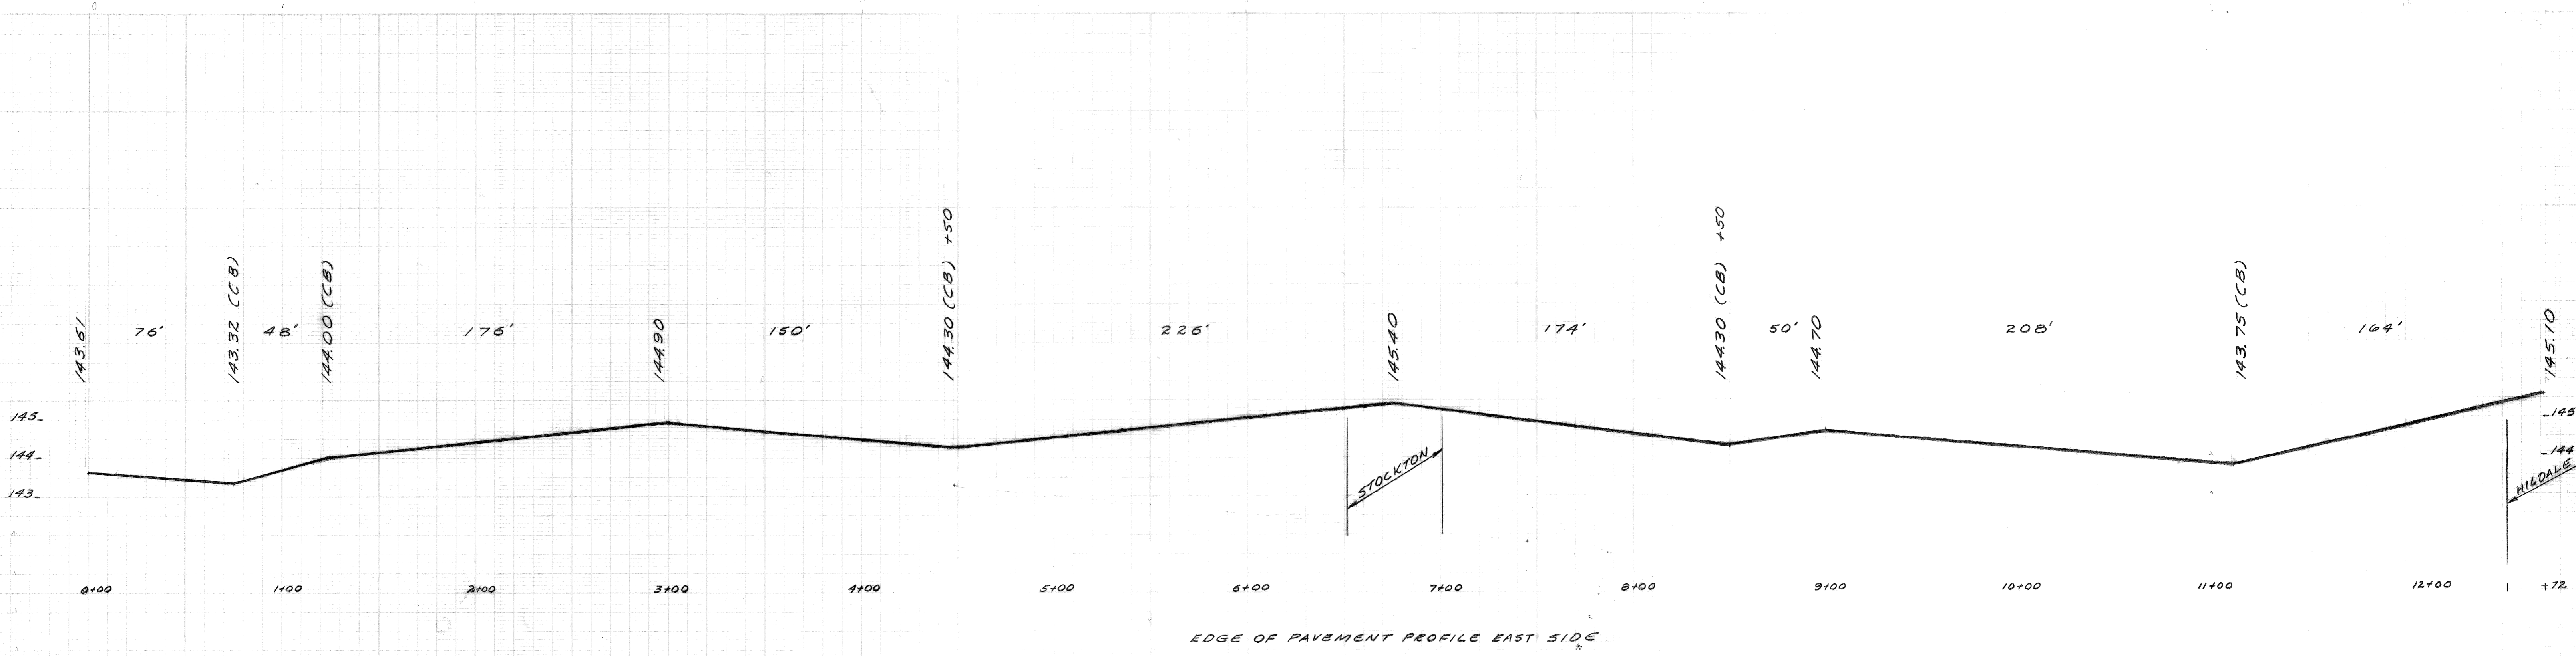 0
143.61
76'
143.32 (CB)
48'
144.00 (CB)
176'
144.90
150'
144.30 (CB) +50
226'
145.40
174'
144.30 (CB) +50
50'
144.70
208'
143.75 (CB)
164'
145.10
145-
144-
143-
-145
-144
STOCKTON
HILDALE
0+00 1+00 2+00 3+00 4+00 5+00 6+00 7+00 8+00 9+00 10+00 11+00 12+00 +72
EDGE OF PAVEMENT PROFILE EAST SIDE